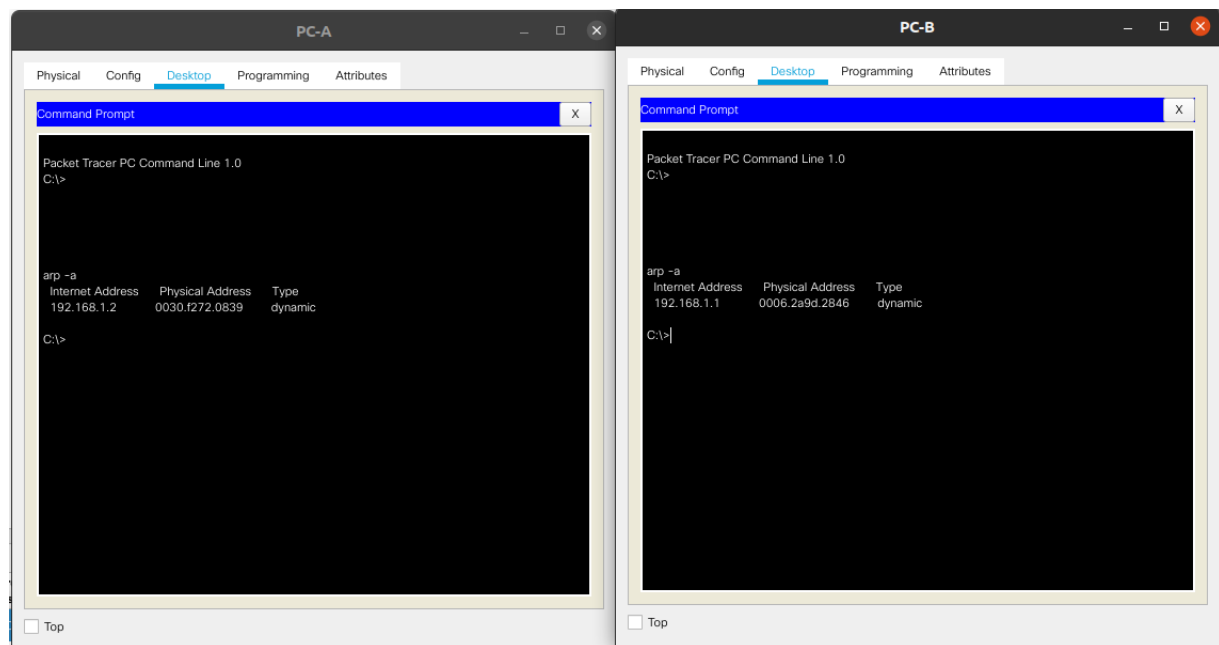 PC-A
Physical Config Desktop Programming Attributes
Command Prompt X
Packet Tracer PC Command Line 1.0
C:\>
arp -a
Internet Address Physical Address Type
192.168.1.2 0030.f272.0839 dynamic
C:\>
Top
PC-B
Physical Config Desktop Programming Attributes
Command Prompt X
Packet Tracer PC Command Line 1.0
C:\>
arp -a
Internet Address Physical Address Type
192.168.1.1 0006.2a9d.2846 dynamic
C:\>
Top